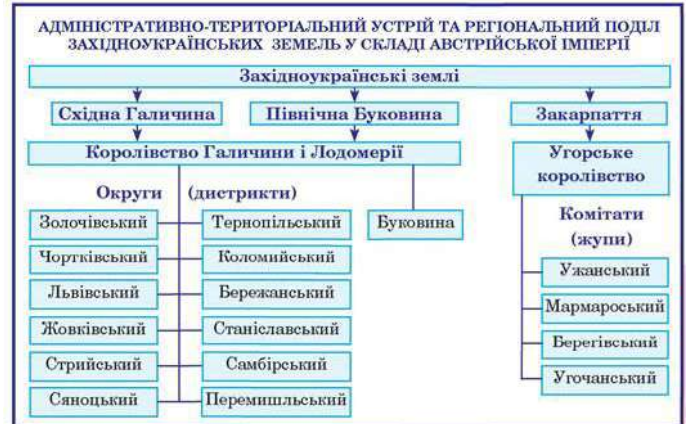 АДМІНІСТРАТИВНО-ТЕРИТОРІАЛЬНИЙ УСТРІЙ ТА РЕГІОНАЛЬНИЙ ПОДІЛ
ЗАХІДНОУКРАЇНСЬКИХ ЗЕМЕЛЬ У СКЛАДІ АВСТРІЙСЬКОЇ ІМПЕРІЇ
Західноукраїнські землі
Східна Галичина
Північна Буковина
Закарпаття
Королівство Галичини і Лодомерії
Угорське
королівство
Округи (дистрикти)
Золочівський
Чортківський
Львівський
Жовківський
Стрийський
Сяноцький
Тернопільський
Коломийський
Бережанський
Станіславський
Самбірський
Перемишльський
Буковина
Комітати
(жупи)
Ужанський
Мармароський
Берегівський
Угочанський